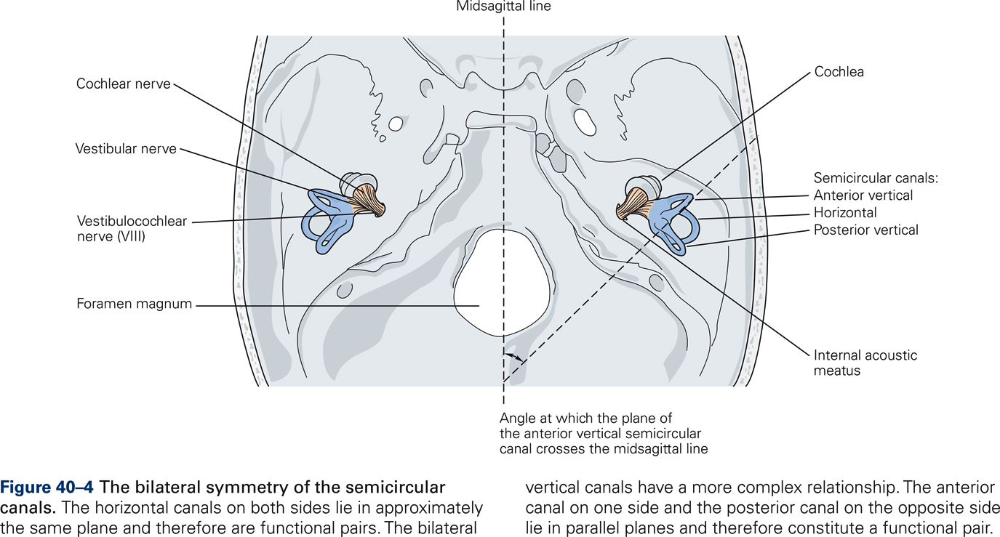 Midsagittal line
Cochlear nerve
Vestibular nerve
Vestibulocochlear
nerve (VIII)
Foramen magnum
Cochlea
Semicircular canals:
Anterior vertical
Horizontal
Posterior vertical
Internal acoustic
meatus
Angle at which the plane of
the anterior vertical semicircular
canal crosses the midsagittal line
Figure 40–4 The bilateral symmetry of the semicircular
canals. The horizontal canals on both sides lie in approximately
the same plane and therefore are functional pairs. The bilateral
vertical canals have a more complex relationship. The anterior
canal on one side and the posterior canal on the opposite side
lie in parallel planes and therefore constitute a functional pair.